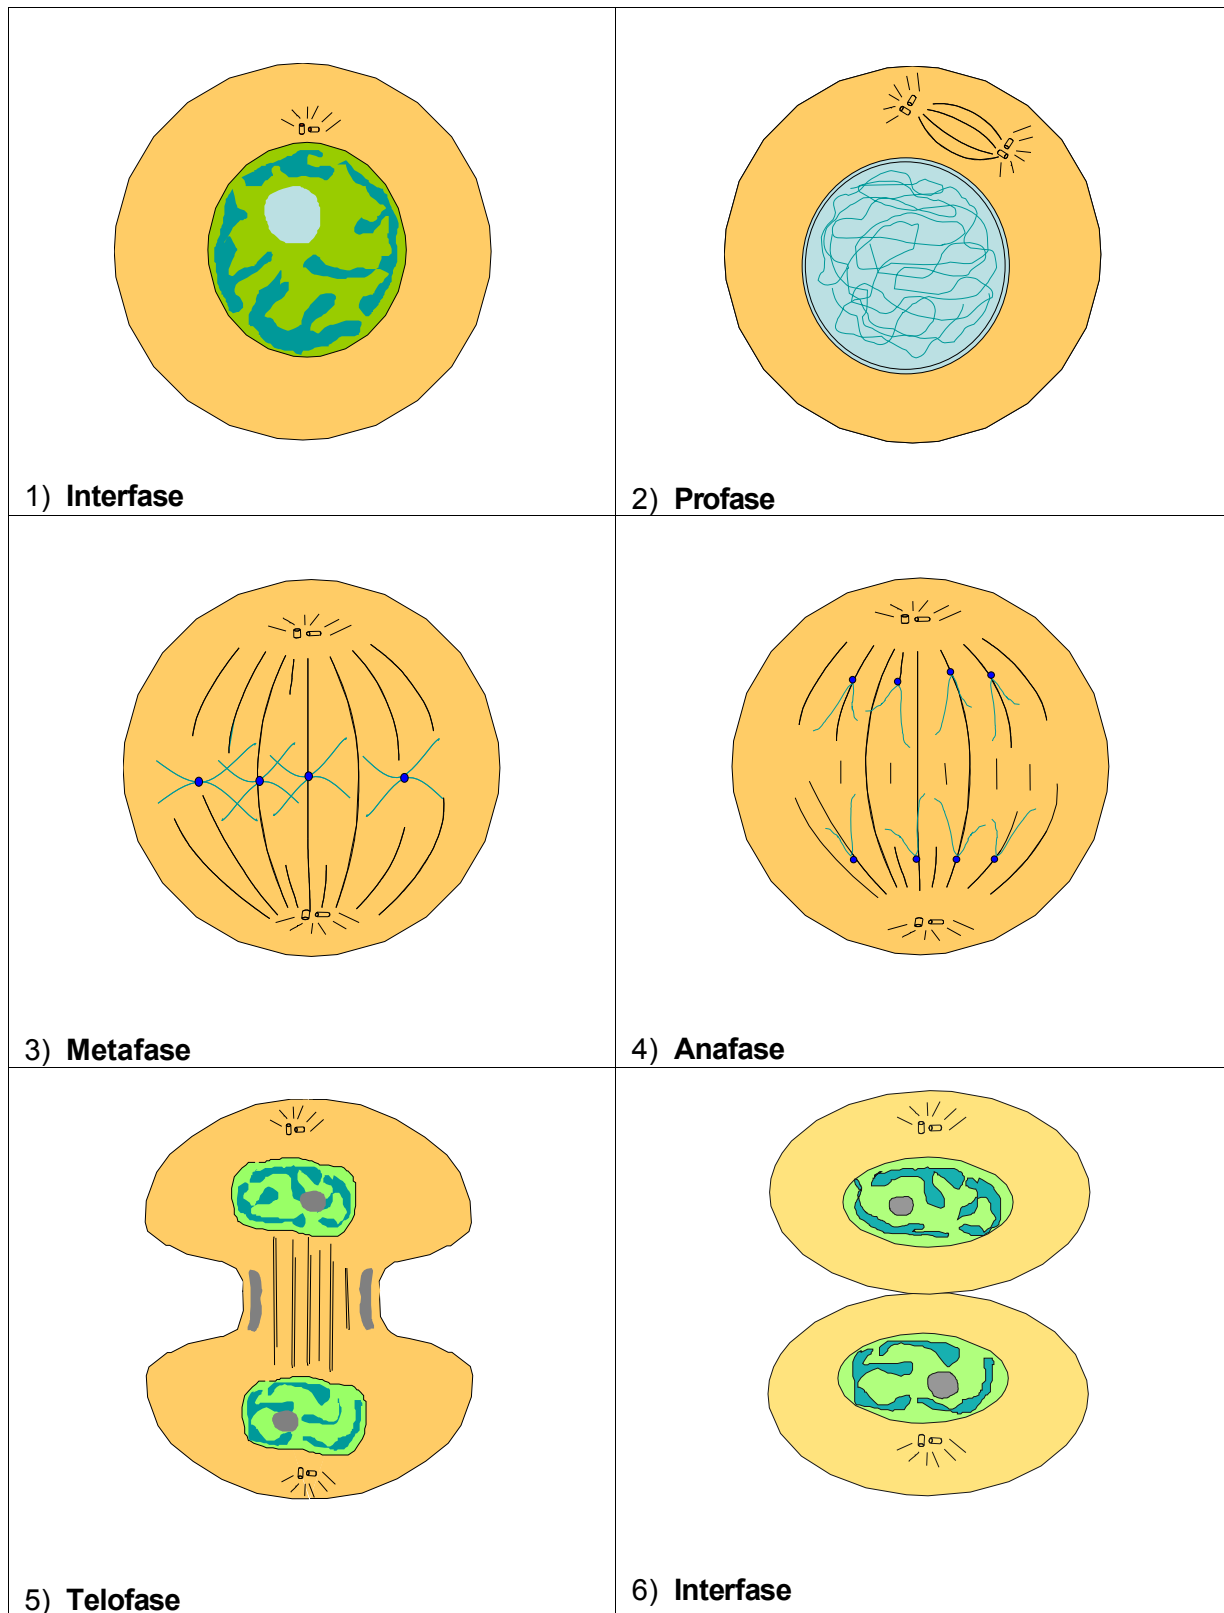 1) Interfase
2) Profase
3) Metafase
4) Anafase
5) Telofase
6) Interfase